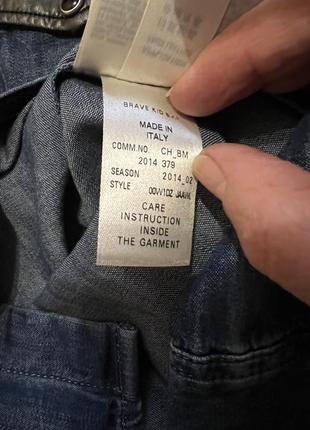 BRAVE KID
MADE IN
ITALY
COMM.NO. CH_BM
2014 379
SEASON 2014_02
STYLE
CARE
INSTRUCTION
INSIDE
THE GARMENT